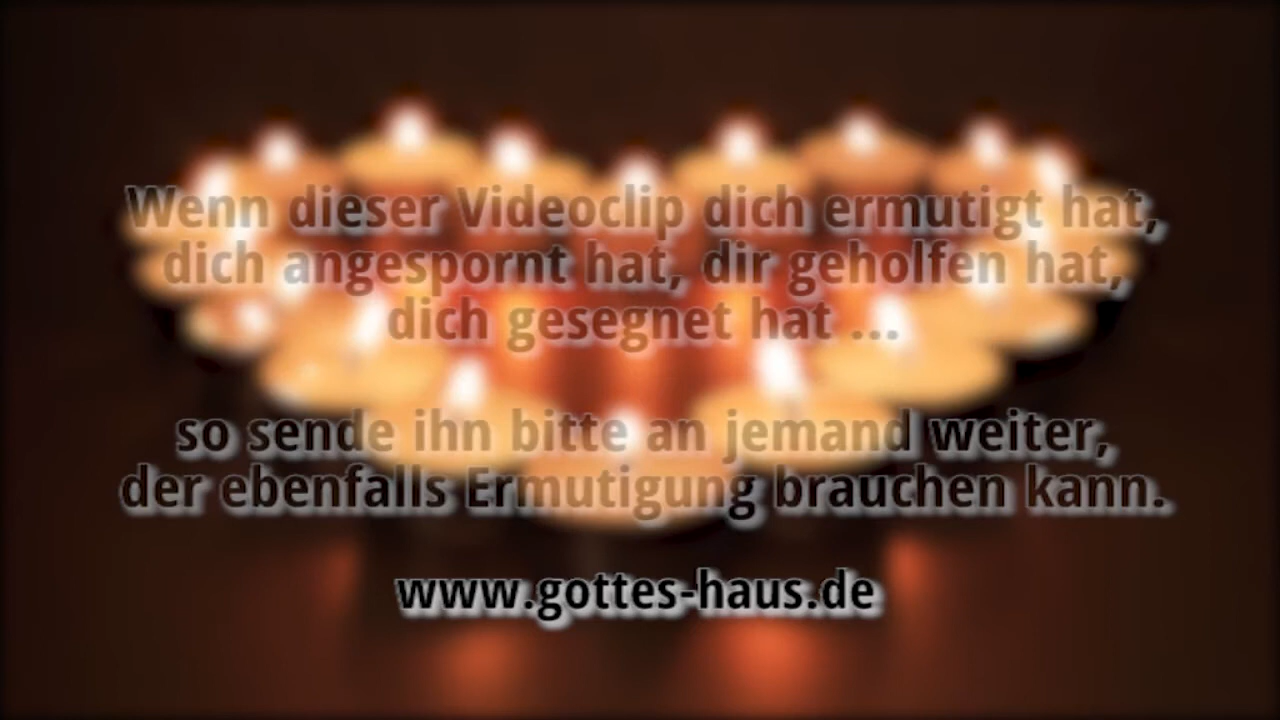 Wenn dieser Videoclip dich ermutigt hat,
dich angespornt hat, dir geholfen hat,
dich gesegnet hat ...
so sende ihn bitte an jemand weiter,
der ebenfalls Ermutigung brauchen kann.
www.gottes-haus.de